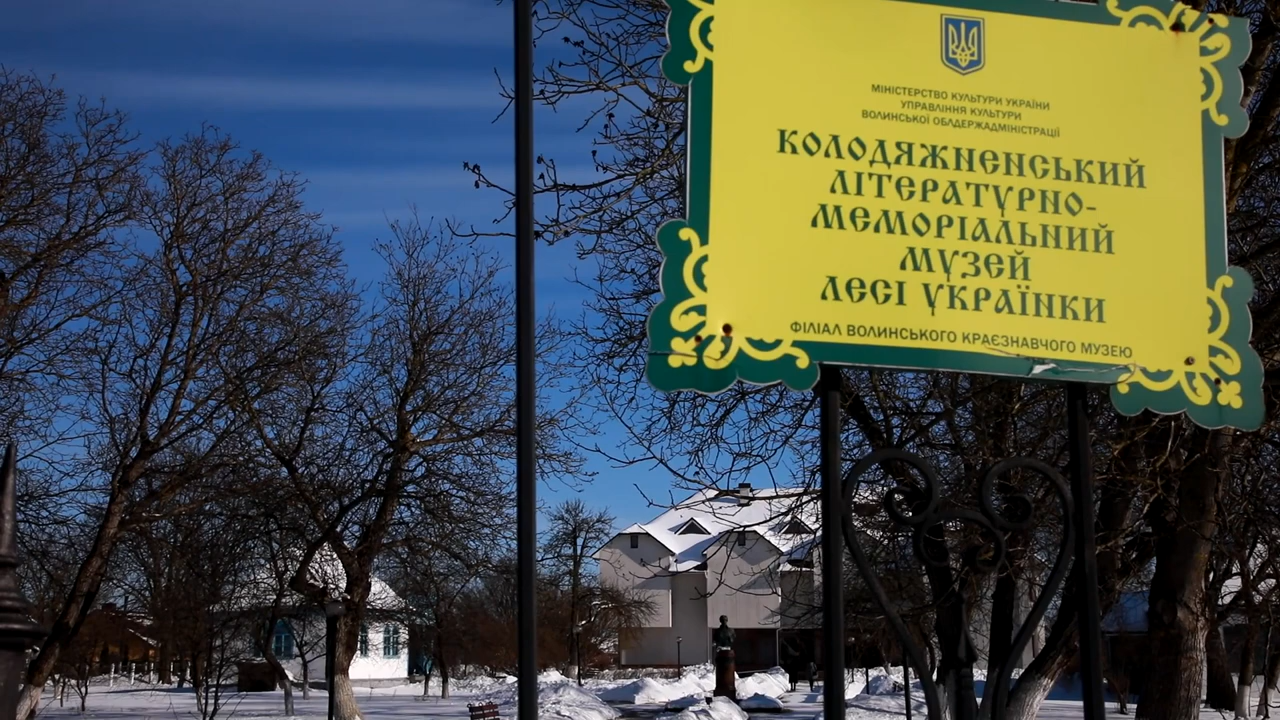 МІНІСТЕРСТВО КУЛЬТУРИ УКРАЇНИ
УПРАВЛІННЯ КУЛЬТУРИ
ВОЛИНСЬКОЇ ОБЛДЕРЖАДМІНІСТРАЦІЇ
КОЛОДЯЖНЕНСЬКИЙ
ЛІТЕРАТУРНО-
МЕМОРІАЛЬНИЙ
МУЗЕЙ
ЛЕСІ УКРАЇНКИ
ФІЛІАЛ ВОЛИНСЬКОГО КРАЄЗНАВЧОГО МУЗЕЮ